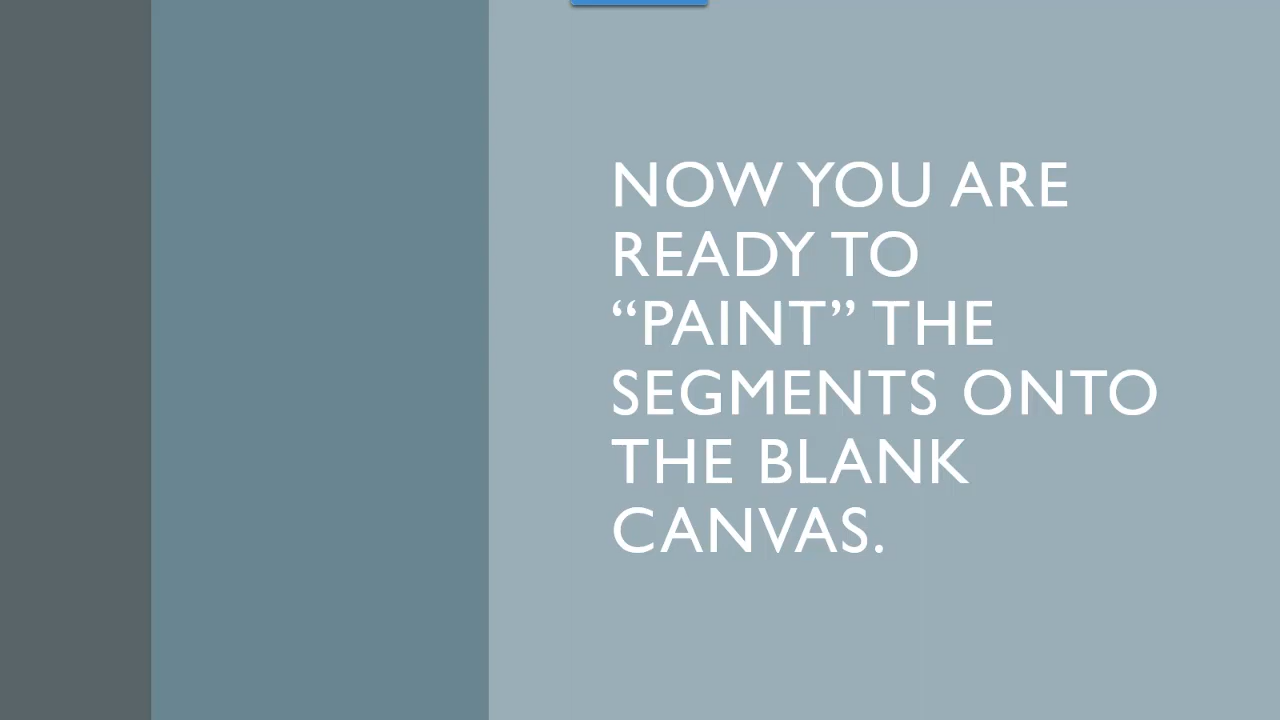 NOW YOU ARE
READY TO
“PAINT” THE
SEGMENTS ONTO
THE BLANK
CANVAS.